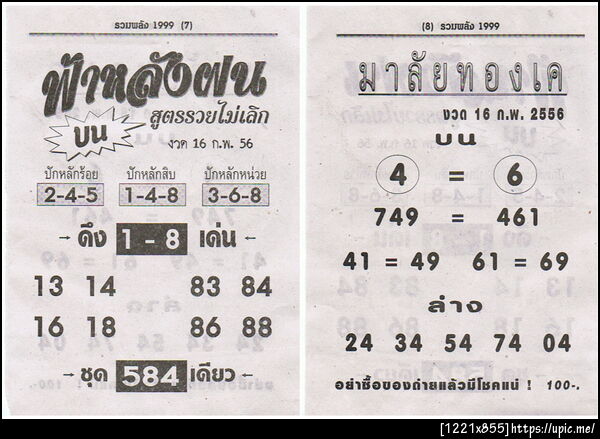 รวมพลัง 1999 (7)
ฟ้าหลังฝน
สูตรรวยไม่เลิก
บน
งวด 16 ก.พ. 56
ปักหลักร้อย ปักหลักสิบ ปักหลักหน่วย
2-4-5 1-4-8 3-6-8
ดึง 1 - 8 เด่น
13 14 83 84
16 18 86 88
ชุด 584 เดียว
(8) รวมพลัง 1999
มาลัยทองเค
งวด 16 ก.พ. 2556
บน
4 = 6
749 = 461
41 = 49 61 = 69
ล่าง
24 34 54 74 04
อย่าซื้อของถ่ายแล้วมีโชคแน่ ! 100-.
[1221x855]https://upic.me/